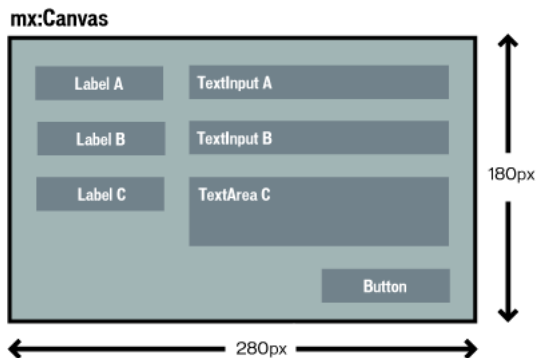 mx:Canvas
Label A
TextInput A
Label B
TextInput B
Label C
TextArea C
Button
180px
280px